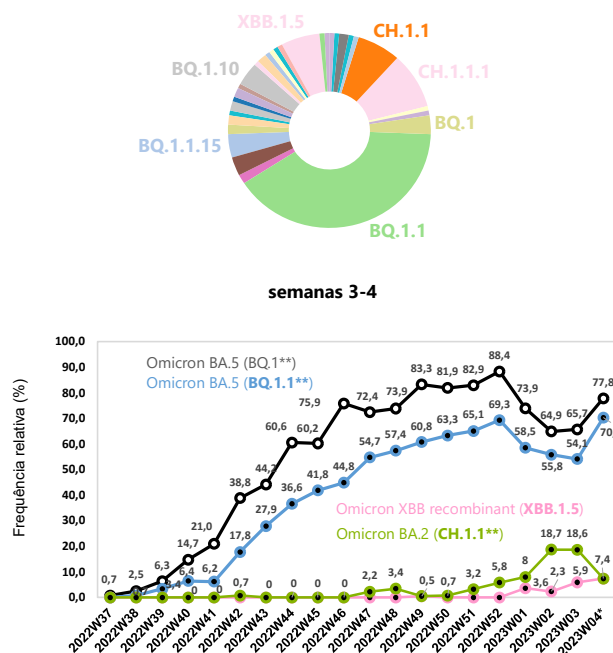 XBB.1.5
CH.1.1
BQ.1.10
CH.1.1.1
BQ.1
BQ.1.1.15
BQ.1.1
semanas 3-4
Frequência relativa (%)
100,0
90,0
80,0
70,0
60,0
50,0
40,0
30,0
20,0
10,0
0,0
Omicron BA.5 (BQ.1**)
Omicron BA.5 (BQ.1.1**)
Omicron XBB recombinant (XBB.1.5)
Omicron BA.2 (CH.1.1**)
0,7 2,5 6,3 14,7 21,0 38,8 44,2 60,6 60,2 75,9 72,4 73,9 83,3 81,9 82,9 88,4 73,9 64,9 65,7 77,8
6,4 6,2 17,8 27,9 36,6 41,8 44,8 54,7 57,4 60,8 63,3 65,1 69,3 58,5 55,8 54,1 70,
0 0 0,7 0 0 0 0 2,2 3,4 0,5 0,7 3,2 5,8 8 18,7 18,6 7,4
3,6 2,3 5,9
2022W37 2022W38 2022W39 2022W40 2022W41 2022W42 2022W43 2022W44 2022W45 2022W46 2022W47 2022W48 2022W49 2022W50 2022W51 2022W52 2023W01 2023W02 2023W03 2023W04*